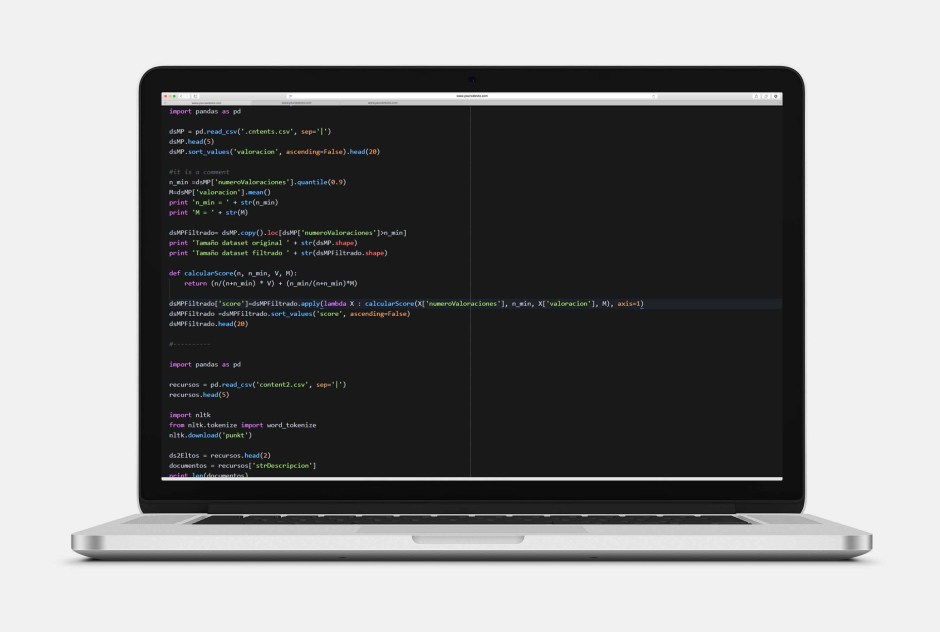 www.yourwebsite.com
import pandas as pd
dsMP = pd.read_csv('.cntents.csv', sep='|')
dsMP.head(5)
dsMP.sort_values('valoracion', ascending=False).head(20)
#it is a comment
n_min =dsMP['numeroValoraciones'].quantile(0.9)
M=dsMP['valoracion'].mean()
print 'n_min = ' + str(n_min)
print 'M = ' + str(M)
dsMPFiltrado= dsMP.copy().loc[dsMP['numeroValoraciones']>n_min]
print 'Tamaño dataset original ' + str(dsMP.shape)
print 'Tamaño dataset filtrado ' + str(dsMPFiltrado.shape)
def calcularScore(n, n_min, V, M):
return (n/(n+n_min) * V) + (n_min/(n+n_min)*M)
dsMPFiltrado['score']=dsMPFiltrado.apply(lambda X : calcularScore(X['numeroValoraciones'], n_min, X['valoracion'], M), axis=1)
dsMPFiltrado =dsMPFiltrado.sort_values('score', ascending=False)
dsMPFiltrado.head(20)
#----------
import pandas as pd
recursos = pd.read_csv('content2.csv', sep='|')
recursos.head(5)
import nltk
from nltk.tokenize import word_tokenize
nltk.download('punkt')
ds2Eltos = recursos.head(2)
documentos = recursos['strDescripcion']
print len(documentos)